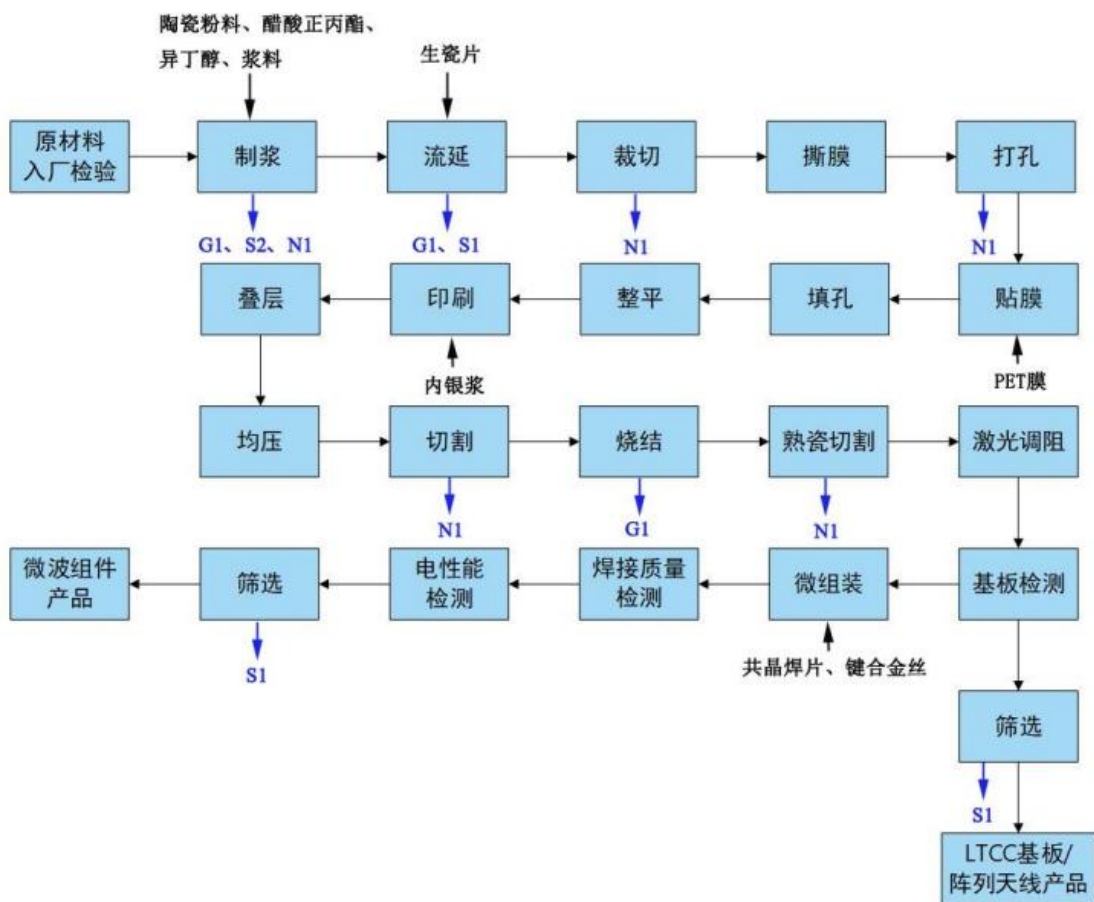 陶瓷粉料、醋酸正丙酯、
异丁醇、浆料
生瓷片
原材料
入厂检验
制浆
流延
裁切
撕膜
打孔
G1、S2、N1
G1、S1
N1
N1
叠层
印刷
整平
填孔
贴膜
内银浆
PET膜
均压
切割
烧结
熟瓷切割
激光调阻
N1
G1
N1
微波组件
产品
筛选
电性能
检测
焊接质量
检测
微组装
基板检测
S1
共晶焊片、键合金丝
筛选
S1
LTCC基板/
阵列天线产品